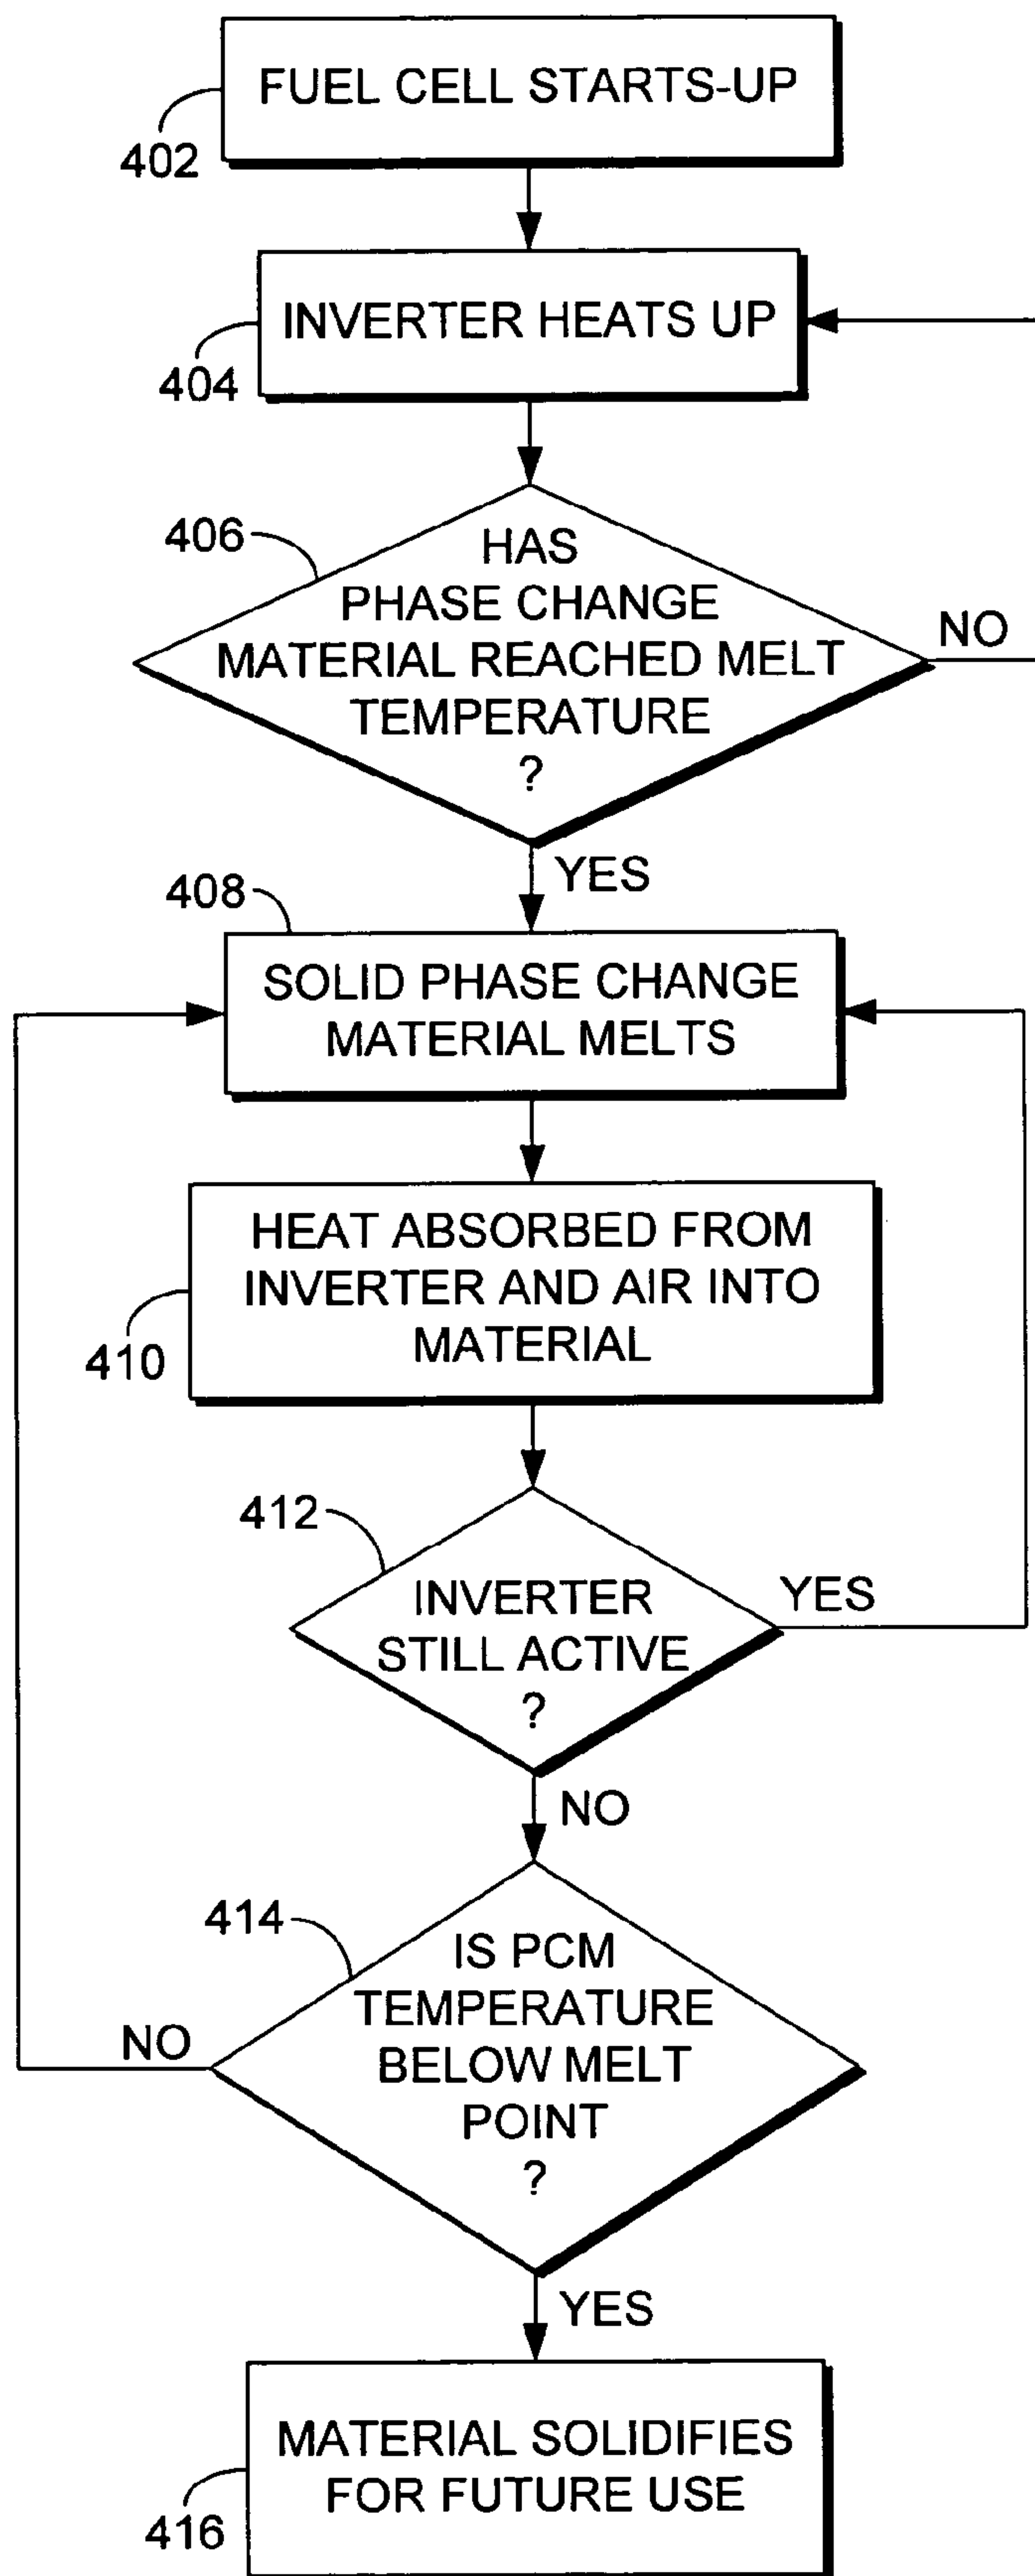 FUEL CELL STARTS-UP
402
INVERTER HEATS UP
404
406
HAS
PHASE CHANGE
MATERIAL REACHED MELT
TEMPERATURE
?
NO
YES
408
SOLID PHASE CHANGE
MATERIAL MELTS
HEAT ABSORBED FROM
INVERTER AND AIR INTO
MATERIAL
410
412
INVERTER
STILL ACTIVE
?
YES
NO
414
IS PCM
TEMPERATURE
BELOW MELT
POINT
?
NO
YES
MATERIAL SOLIDIFIES
FOR FUTURE USE
416